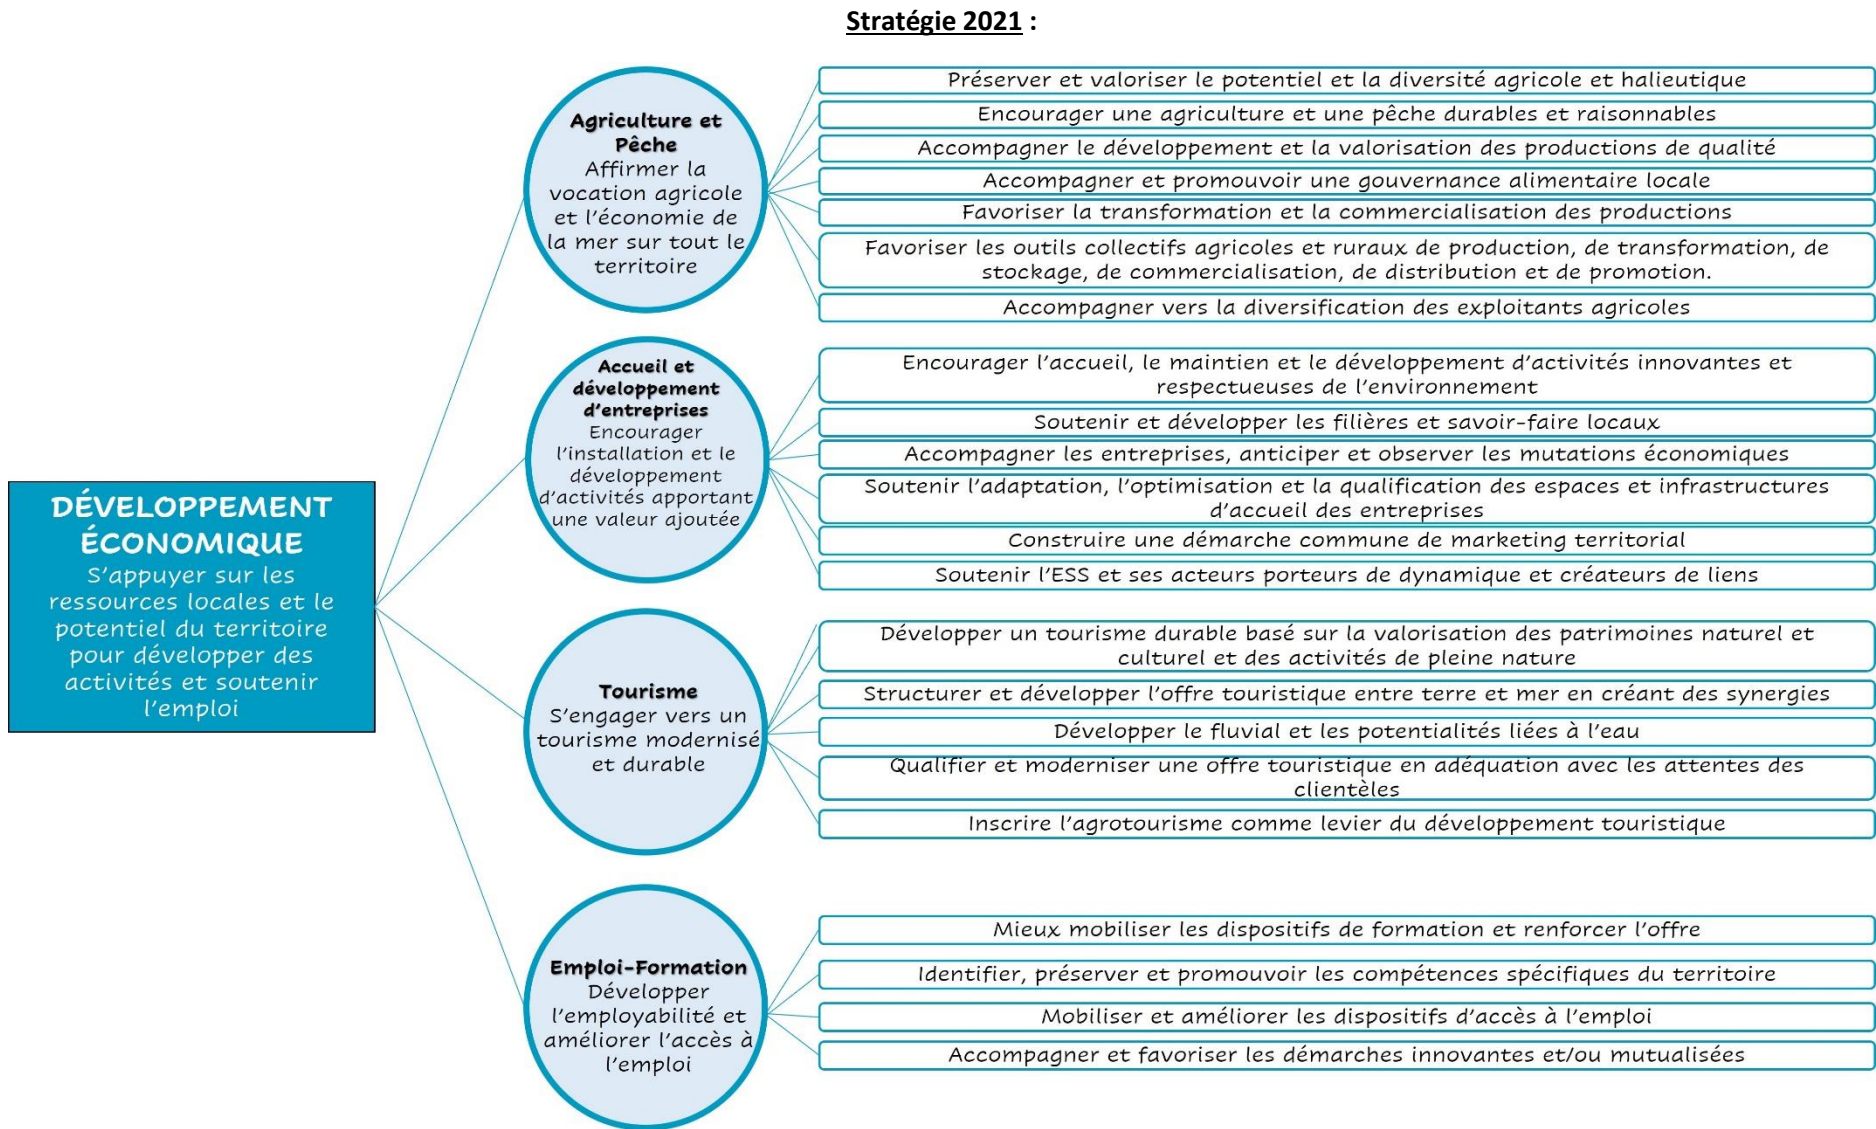 Stratégie 2021 :
DÉVELOPPEMENT
ÉCONOMIQUE
S'appuyer sur les
ressources locales et le
potentiel du territoire
pour développer des
activités et soutenir
l'emploi
Agriculture et
Pêche
Affirmer la
vocation agricole
et l'économie de
la mer sur tout le
territoire
Préserver et valoriser le potentiel et la diversité agricole et halieutique
Encourager une agriculture et une pêche durables et raisonnables
Accompagner le développement et la valorisation des productions de qualité
Accompagner et promouvoir une gouvernance alimentaire locale
Favoriser la transformation et la commercialisation des productions
Favoriser les outils collectifs agricoles et ruraux de production, de transformation, de
stockage, de commercialisation, de distribution et de promotion.
Accompagner vers la diversification des exploitants agricoles
Accueil et
développement
d'entreprises
Encourager
l'installation et le
développement
d'activités apportant
une valeur ajoutée
Encourager l'accueil, le maintien et le développement d'activités innovantes et
respectueuses de l'environnement
Soutenir et développer les filières et savoir-faire locaux
Accompagner les entreprises, anticiper et observer les mutations économiques
Soutenir l'adaptation, l'optimisation et la qualification des espaces et infrastructures
d'accueil des entreprises
Construire une démarche commune de marketing territorial
Soutenir l'ESS et ses acteurs porteurs de dynamique et créateurs de liens
Tourisme
S'engager vers un
tourisme modernisé
et durable
Développer un tourisme durable basé sur la valorisation des patrimoines naturel et
culturel et des activités de pleine nature
Structurer et développer l'offre touristique entre terre et mer en créant des synergies
Développer le fluvial et les potentialités liées à l'eau
Qualifier et moderniser une offre touristique en adéquation avec les attentes des
clientèles
Inscrire l'agrotourisme comme levier du développement touristique
Emploi-Formation
Développer
l'employabilité et
améliorer l'accès à
l'emploi
Mieux mobiliser les dispositifs de formation et renforcer l'offre
Identifier, préserver et promouvoir les compétences spécifiques du territoire
Mobiliser et améliorer les dispositifs d'accès à l'emploi
Accompagner et favoriser les démarches innovantes et/ou mutualisées